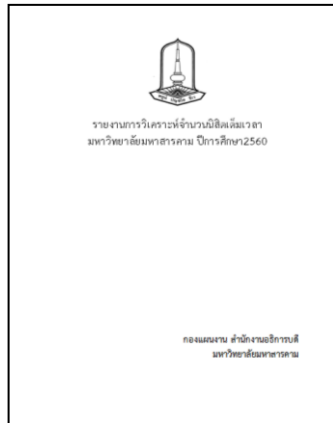 รายงานการวิเคราะห์จำนวนนิสิตเต็มเวลา
มหาวิทยาลัยมหาสารคาม ปีการศึกษา2560
กองแผนงาน สำนักงานอธิการบดี
มหาวิทยาลัยมหาสารคาม